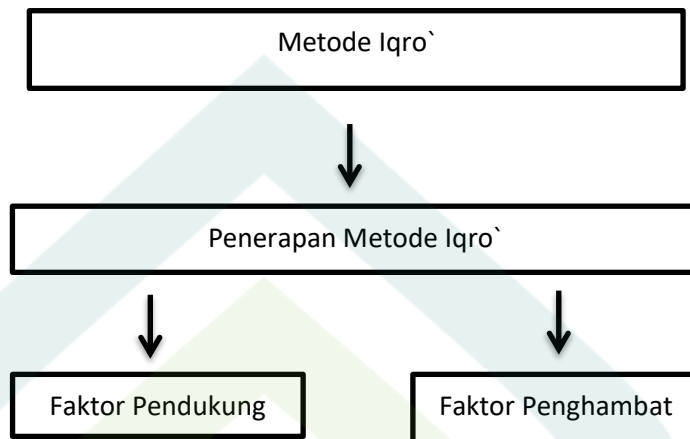 Metode Iqro`
Penerapan Metode Iqro`
Faktor Pendukung
Faktor Penghambat